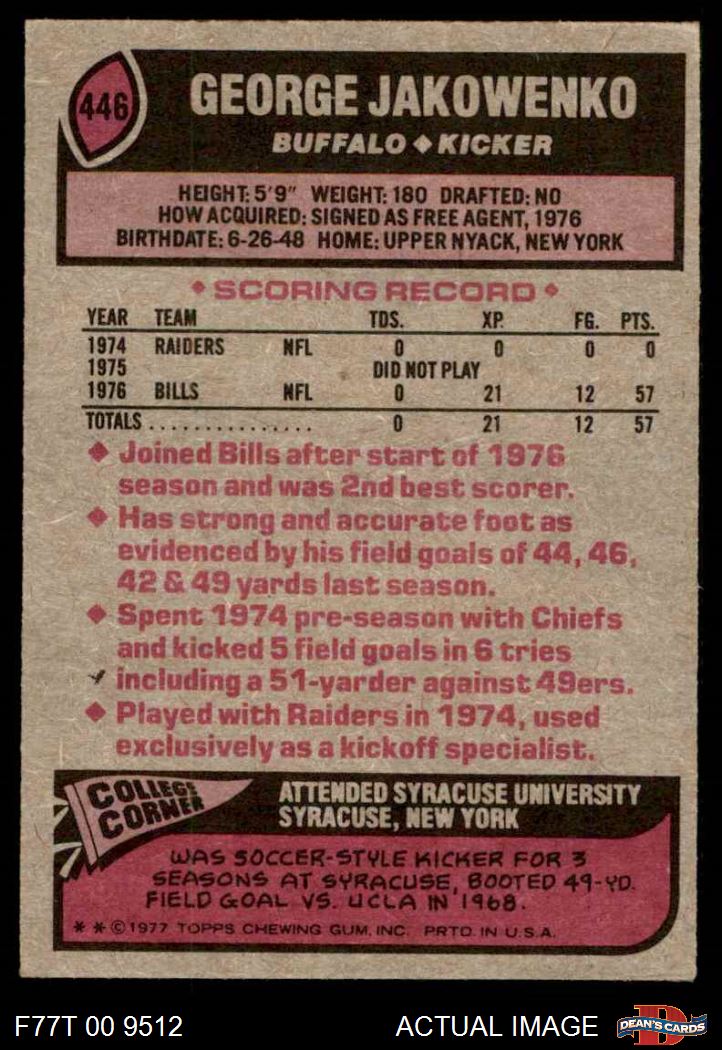 446
GEORGE JAKOWENKO
BUFFALO ◆ KICKER
HEIGHT: 5'9" WEIGHT: 180 DRAFTED: NO
HOW ACQUIRED: SIGNED AS FREE AGENT, 1976
BIRTHDATE: 6-26-48 HOME: UPPER NYACK, NEW YORK
◆ SCORING RECORD ◆
YEAR TEAM TDS. XP. FG. PTS.
1974 RAIDERS NFL 0 0 0 0
1975 DID NOT PLAY
1976 BILLS NFL 0 21 12 57
TOTALS............... 0 21 12 57
◆ Joined Bills after start of 1976
season and was 2nd best scorer.
◆ Has strong and accurate foot as
evidenced by his field goals of 44, 46,
42 & 49 yards last season.
◆ Spent 1974 pre-season with Chiefs
and kicked 5 field goals in 6 tries
including a 51-yarder against 49ers.
◆ Played with Raiders in 1974, used
exclusively as a kickoff specialist.
COLLEGE
CORNER
ATTENDED SYRACUSE UNIVERSITY
SYRACUSE, NEW YORK
WAS SOCCER-STYLE KICKER FOR 3
SEASONS AT SYRACUSE, BOOTED 49-YD.
FIELD GOAL VS. UCLA IN 1968.
* * © 1977 TOPPS CHEWING GUM, INC. PRTD. IN U.S.A.
F77T 00 9512
ACTUAL IMAGE
D
DEAN'S CARDS